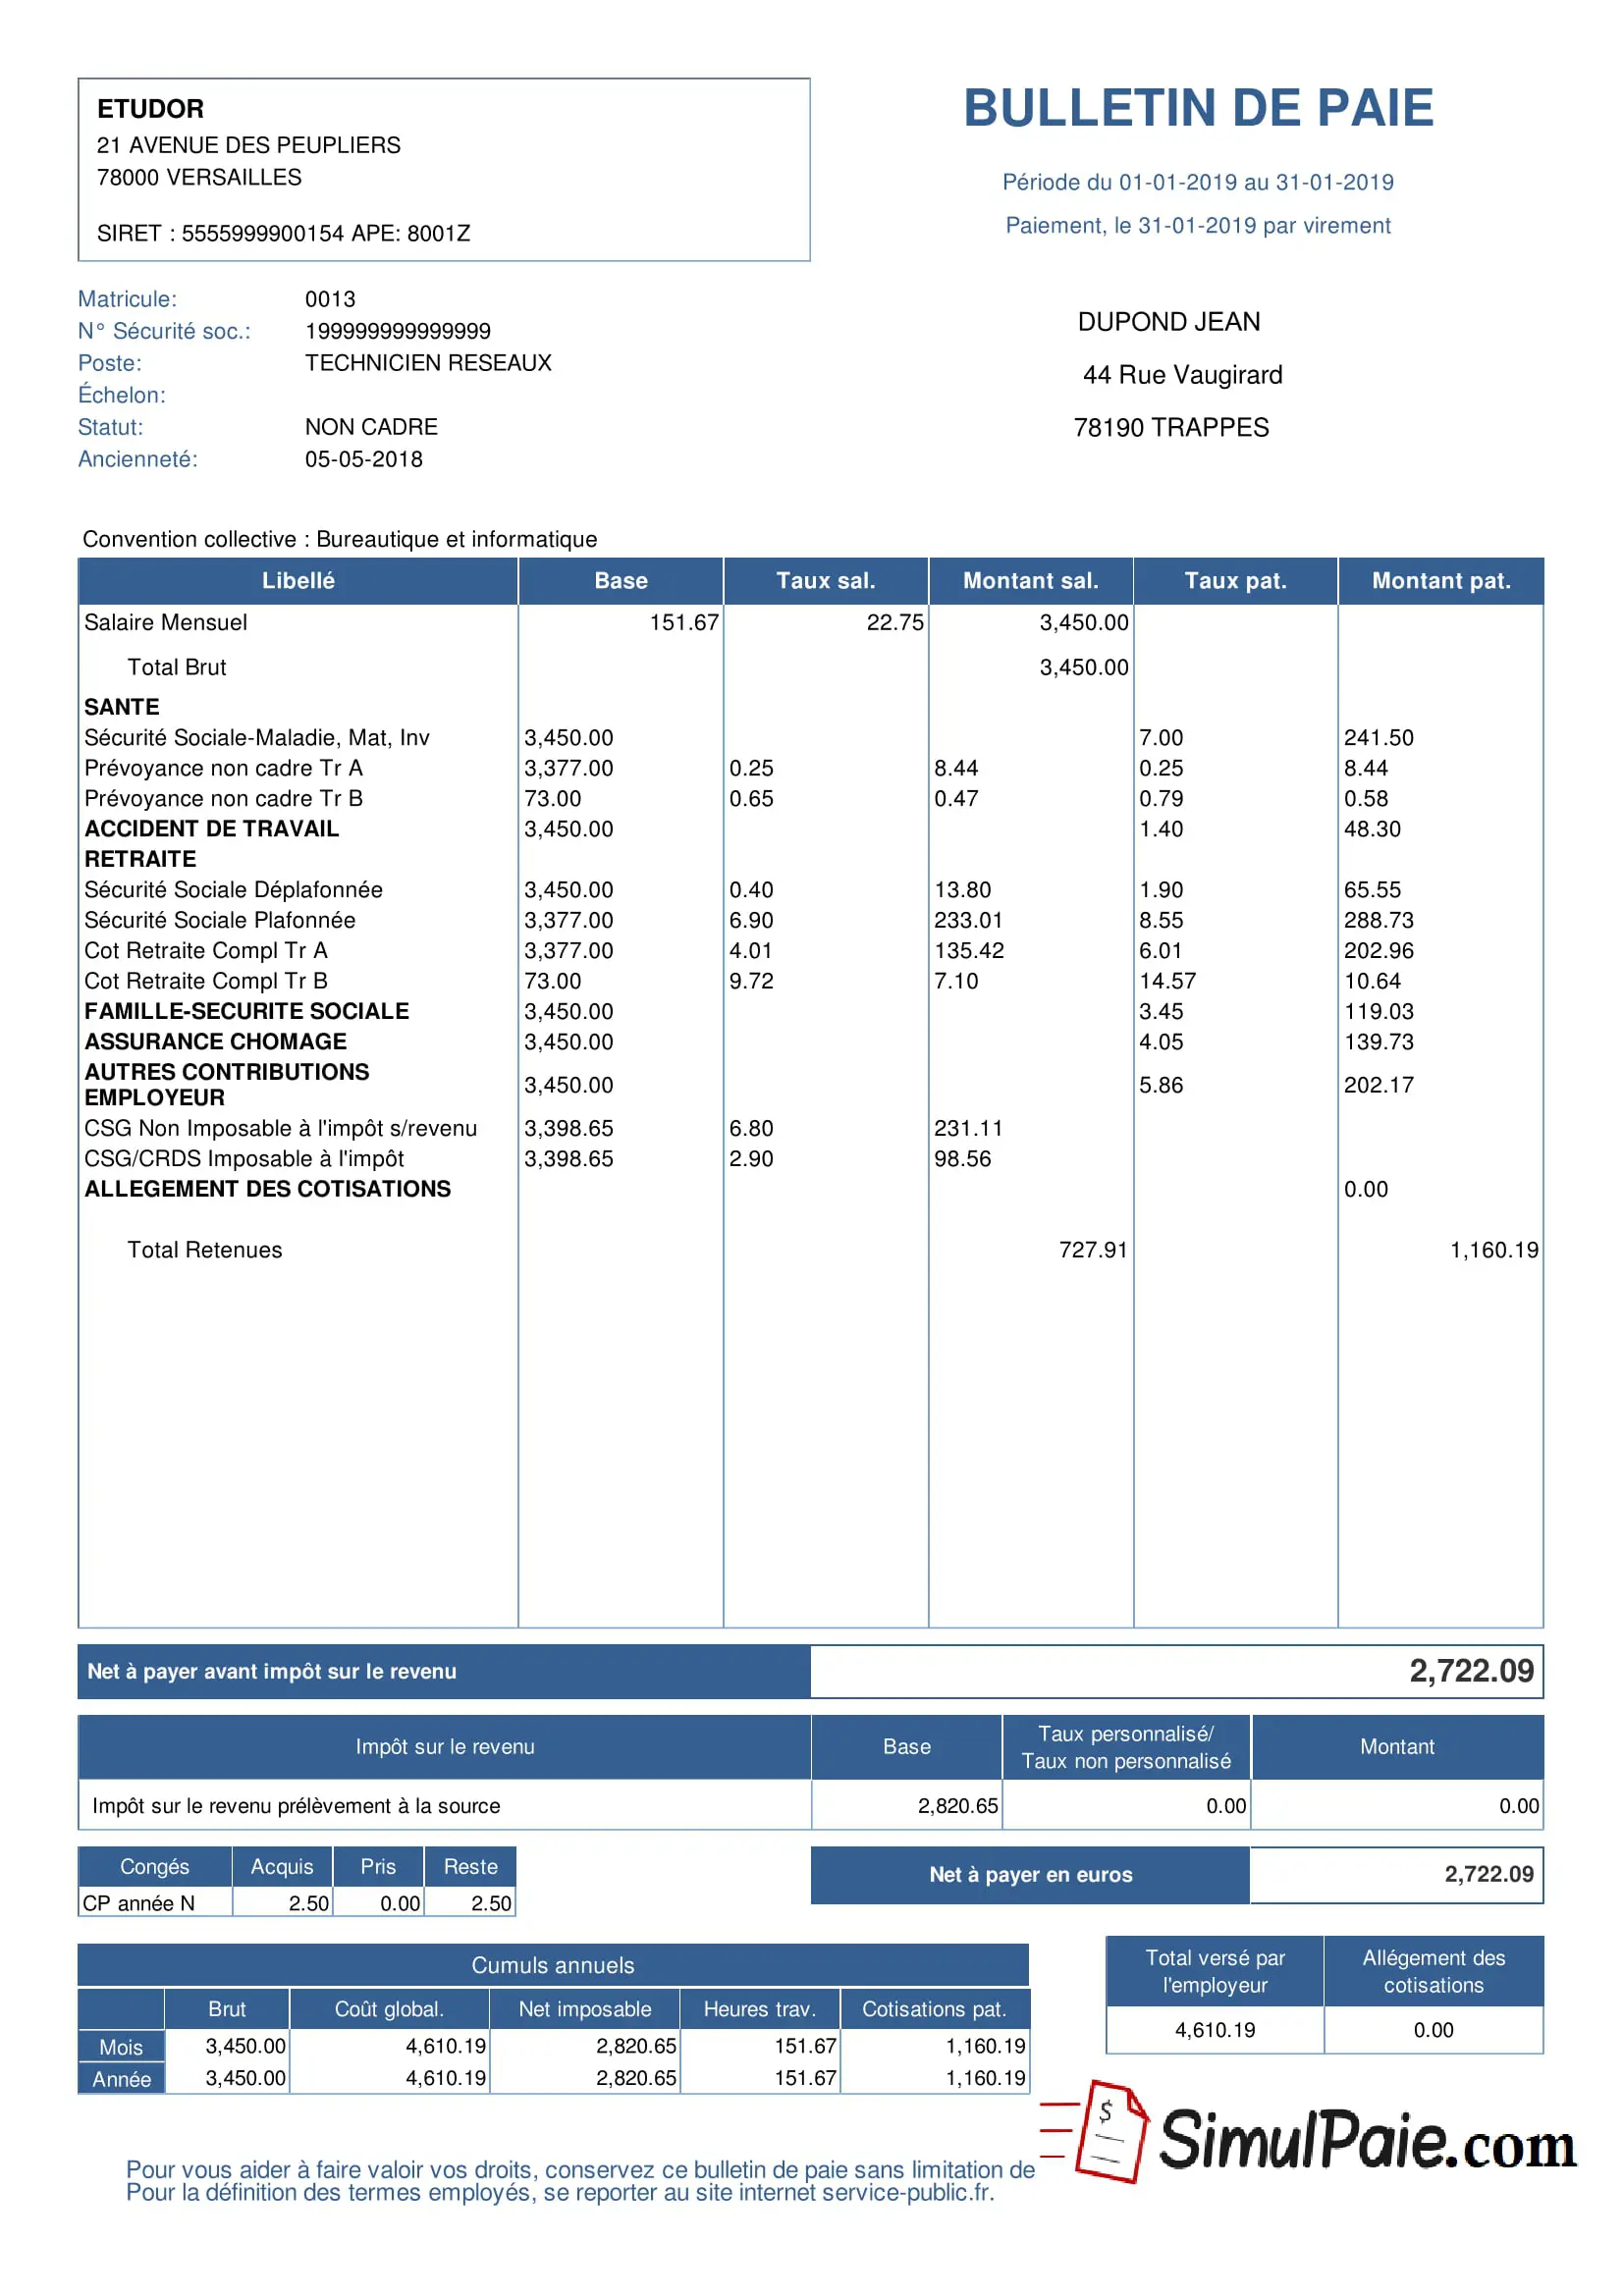 ETUDOR
21 AVENUE DES PEUPLIERS
78000 VERSAILLES
SIRET : 5555999900154 APE: 8001Z
BULLETIN DE PAIE
Période du 01-01-2019 au 31-01-2019
Paiement, le 31-01-2019 par virement
Matricule: 0013
N° Sécurité soc.: 199999999999999
Poste: TECHNICIEN RESEAUX
Échelon:
Statut: NON CADRE
Ancienneté: 05-05-2018
DUPOND JEAN
44 Rue Vaugirard
78190 TRAPPES
Convention collective : Bureautique et informatique
Libellé Base Taux sal. Montant sal. Taux pat. Montant pat.
Salaire Mensuel 151.67 22.75 3,450.00
Total Brut 3,450.00
SANTE
Sécurité Sociale-Maladie, Mat, Inv 3,450.00 7.00 241.50
Prévoyance non cadre Tr A 3,377.00 0.25 8.44 0.25 8.44
Prévoyance non cadre Tr B 73.00 0.65 0.47 0.79 0.58
ACCIDENT DE TRAVAIL 3,450.00 1.40 48.30
RETRAITE
Sécurité Sociale Déplafonnée 3,450.00 0.40 13.80 1.90 65.55
Sécurité Sociale Plafonnée 3,377.00 6.90 233.01 8.55 288.73
Cot Retraite Compl Tr A 3,377.00 4.01 135.42 6.01 202.96
Cot Retraite Compl Tr B 73.00 9.72 7.10 14.57 10.64
FAMILLE-SECURITE SOCIALE 3,450.00 3.45 119.03
ASSURANCE CHOMAGE 3,450.00 4.05 139.73
AUTRES CONTRIBUTIONS
EMPLOYEUR 3,450.00 5.86 202.17
CSG Non Imposable à l'impôt s/revenu 3,398.65 6.80 231.11
CSG/CRDS Imposable à l'impôt 3,398.65 2.90 98.56
ALLEGEMENT DES COTISATIONS 0.00
Total Retenues 727.91 1,160.19
Net à payer avant impôt sur le revenu 2,722.09
Impôt sur le revenu Base Taux personnalisé/ Montant
Taux non personnalisé
Impôt sur le revenu prélèvement à la source 2,820.65 0.00 0.00
Congés Acquis Pris Reste
CP année N 2.50 0.00 2.50
Net à payer en euros 2,722.09
Cumuls annuels
Brut Coût global. Net imposable Heures trav. Cotisations pat.
Mois 3,450.00 4,610.19 2,820.65 151.67 1,160.19
Année 3,450.00 4,610.19 2,820.65 151.67 1,160.19
Total versé par Allégement des
l'employeur cotisations
4,610.19 0.00
$
SimulPaie.com
Pour vous aider à faire valoir vos droits, conservez ce bulletin de paie sans limitation de
Pour la définition des termes employés, se reporter au site internet service-public.fr.